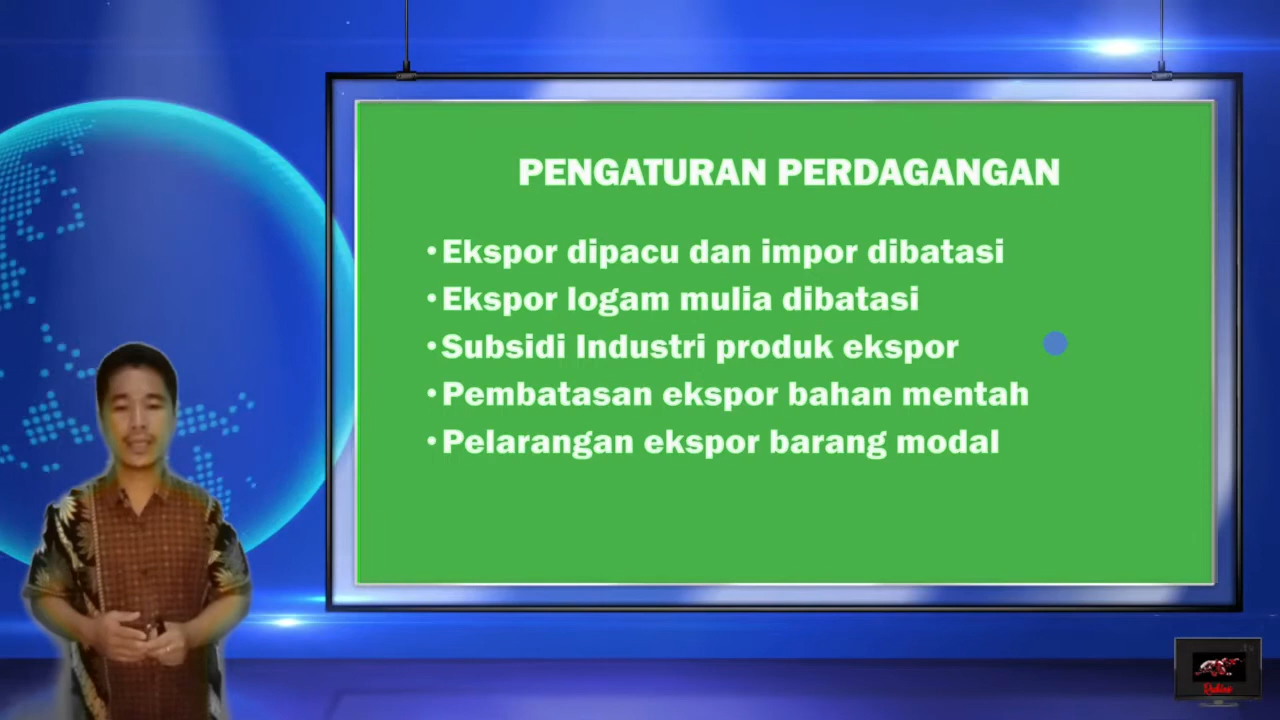 PENGATURAN PERDAGANGAN
•Ekspor dipacu dan impor dibatasi
•Ekspor logam mulia dibatasi
•Subsidi Industri produk ekspor
•Pembatasan ekspor bahan mentah
•Pelarangan ekspor barang modal